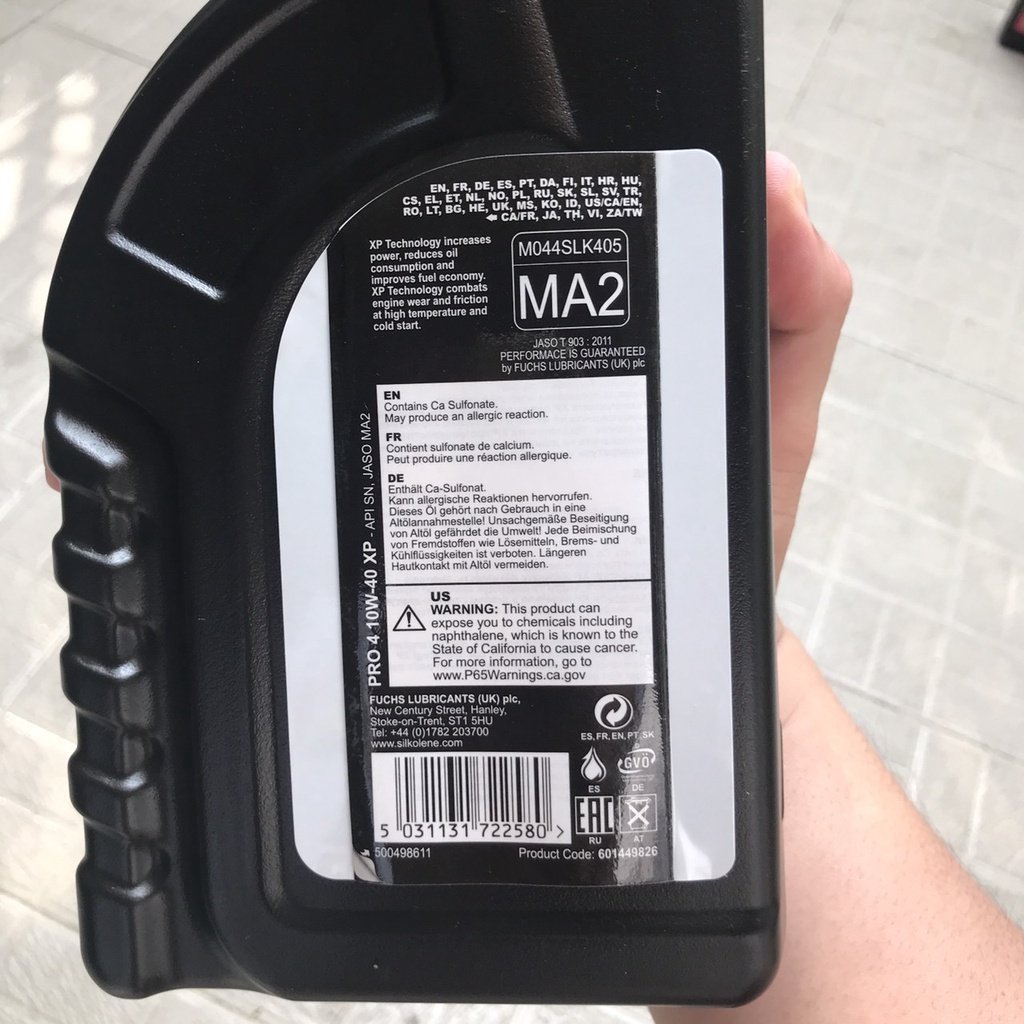 EN, FR, DE, ES, PT, DA, FI, IT, HR, HU,
CS, EL, ET, NL, NO, PL, RU, SK, SL, SV, TR,
RO, LT, BG, HE, UK, MS, KO, ID, US/CA/EN,
CA/FR, JA, TH, VI, ZA/TW
XP Technology increases
power, reduces oil
consumption and
improves fuel economy.
XP Technology combats
engine wear and friction
at high temperature and
cold start.
M044SLK405
MA2
JASO T 903 : 2011
PERFORMACE IS GUARANTEED
by FUCHS LUBRICANTS (UK) plc
PRO 4 10W-40 XP - API SN, JASO MA2
EN
Contains Ca Sulfonate.
May produce an allergic reaction.
FR
Contient sulfonate de calcium.
Peut produire une réaction allergique.
DE
Enthält Ca-Sulfonat.
Kann allergische Reaktionen hervorrufen.
Dieses Öl gehört nach Gebrauch in eine
Altölannahmestelle! Unsachgemäße Beseitigung
von Altöl gefährdet die Umwelt! Jede Beimischung
von Fremdstoffen wie Lösemitteln, Brems- und
Kühlflüssigkeiten ist verboten. Längeren
Hautkontakt mit Altöl vermeiden.
US
WARNING: This product can
expose you to chemicals including
naphthalene, which is known to the
State of California to cause cancer.
For more information, go to
www.P65Warnings.ca.gov
FUCHS LUBRICANTS (UK) plc,
New Century Street, Hanley,
Stoke-on-Trent, ST1 5HU
Tel: +44 (0)1782 203700
www.silkolene.com
ES, FR, EN, PT, SK
GVÖ
ES DE
EAC
RU AT
5 031131 722580 >
500498611
Product Code: 601449826